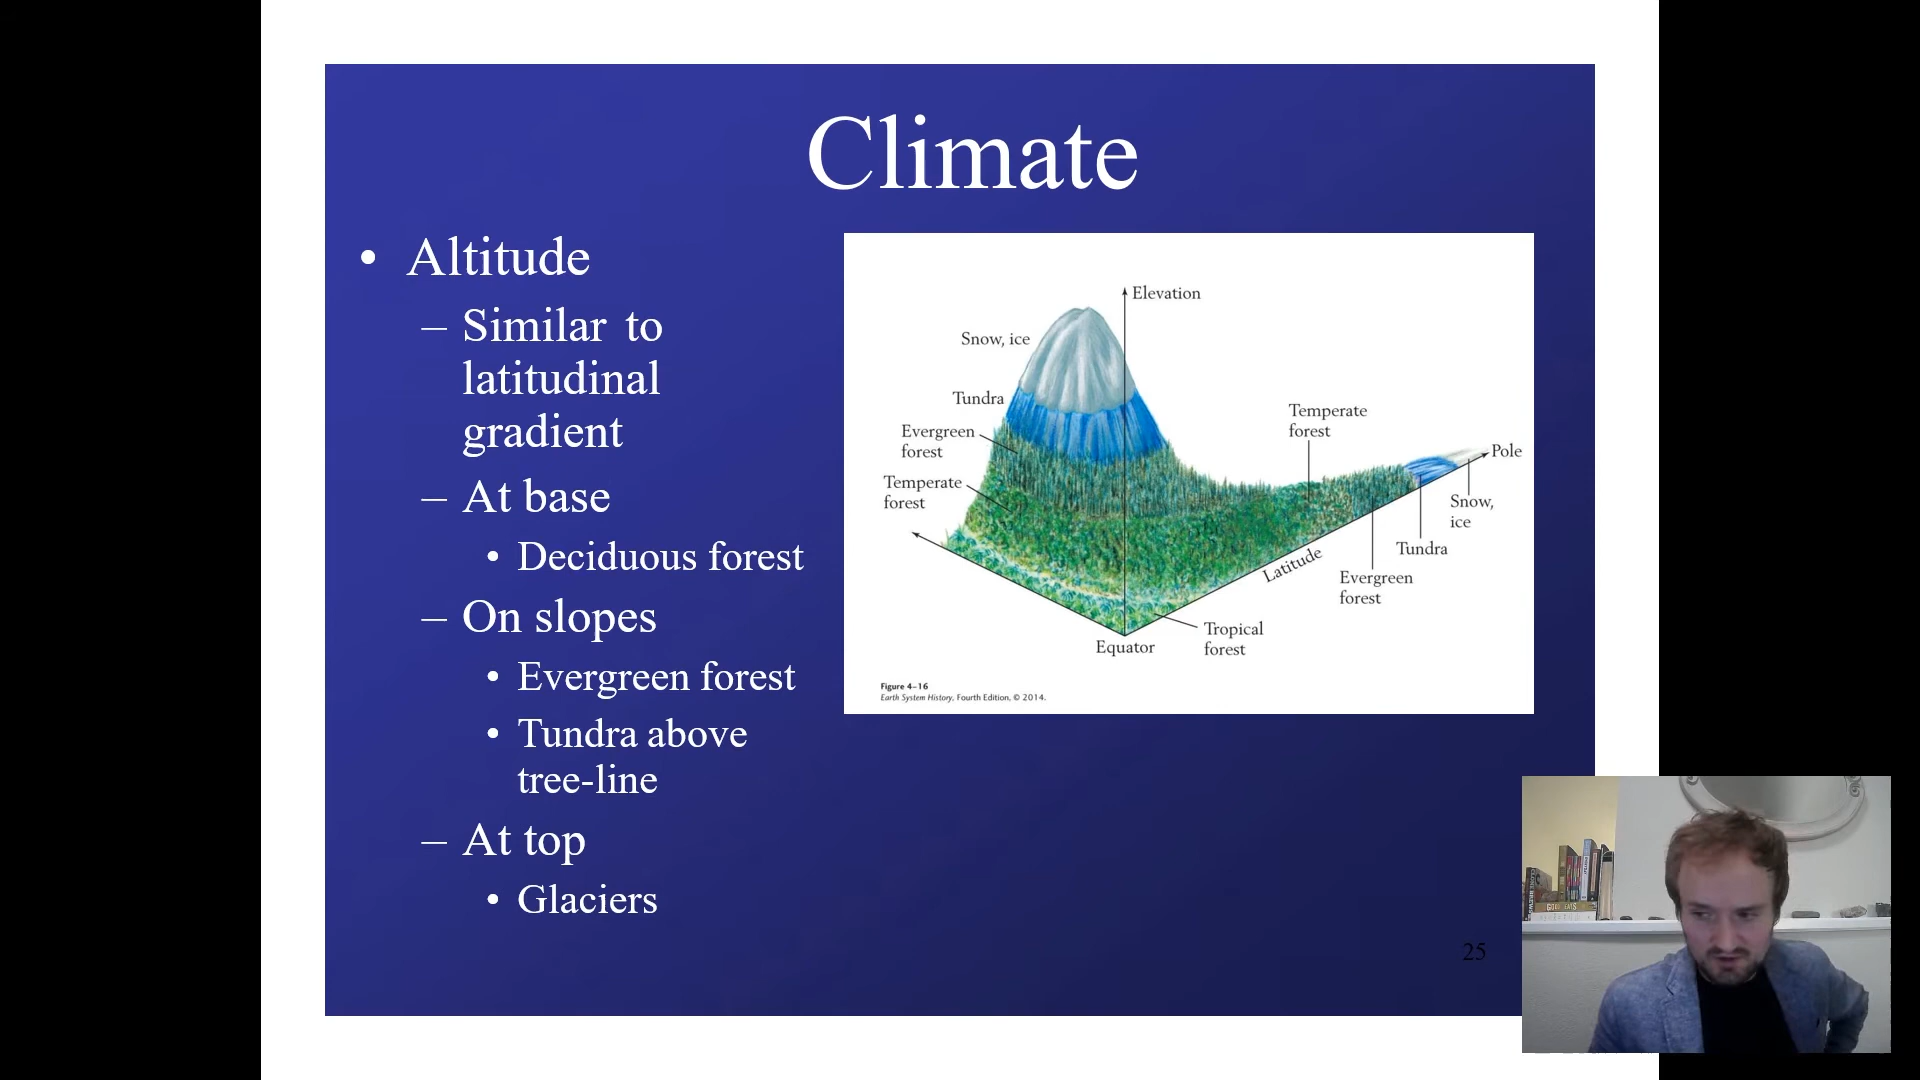 Climate
• Altitude
– Similar to
latitudinal
gradient
– At base
• Deciduous forest
– On slopes
• Evergreen forest
• Tundra above
tree-line
– At top
• Glaciers
Elevation
Snow, ice
Tundra
Evergreen
forest
Temperate
forest
Temperate
forest
Pole
Snow,
ice
Tundra
Latitude
Evergreen
forest
Tropical
forest
Equator
Figure 4–16
Earth System History, Fourth Edition, © 2014.
25